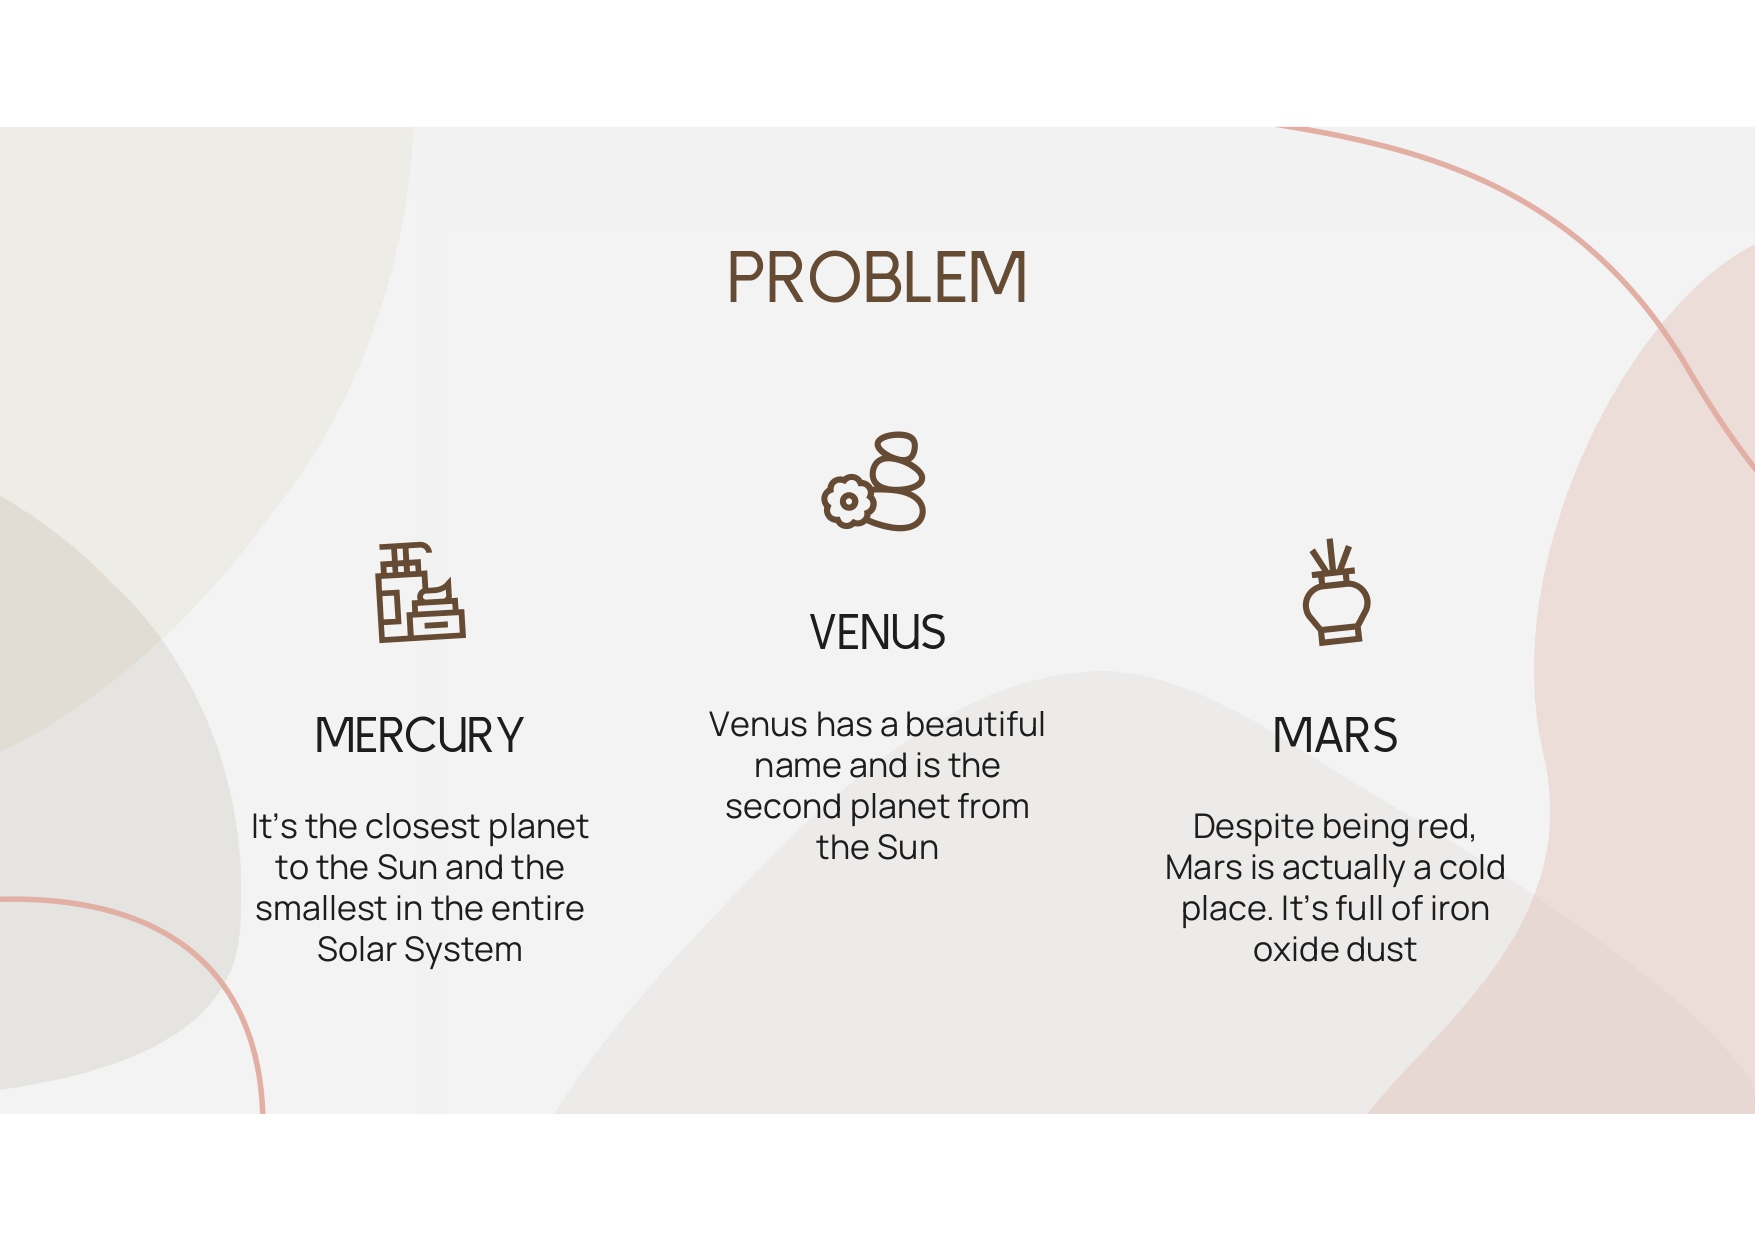 PROBLEM
MERCURY
It’s the closest planet
to the Sun and the
smallest in the entire
Solar System
VENUS
Venus has a beautiful
name and is the
second planet from
the Sun
MARS
Despite being red,
Mars is actually a cold
place. It’s full of iron
oxide dust